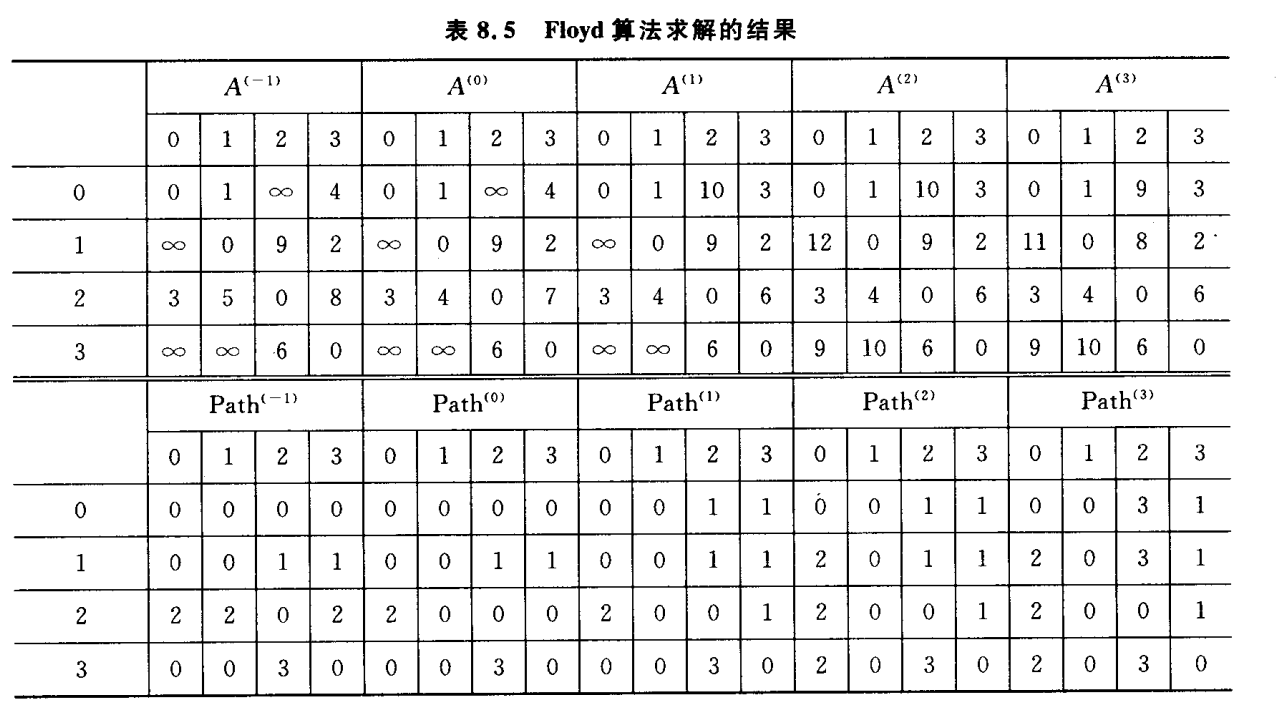 表 8.5 Floyd 算法求解的结果
A(-1) A(0) A(1) A(2) A(3)
0 1 2 3 0 1 2 3 0 1 2 3 0 1 2 3 0 1 2 3
0 0 1 ∞ 4 0 1 ∞ 4 0 1 10 3 0 1 10 3 0 1 9 3
1 ∞ 0 9 2 ∞ 0 9 2 ∞ 0 9 2 12 0 9 2 11 0 8 2
2 3 5 0 8 3 4 0 7 3 4 0 6 3 4 0 6 3 4 0 6
3 ∞ ∞ 6 0 ∞ ∞ 6 0 ∞ ∞ 6 0 9 10 6 0 9 10 6 0
Path(-1) Path(0) Path(1) Path(2) Path(3)
0 1 2 3 0 1 2 3 0 1 2 3 0 1 2 3 0 1 2 3
0 0 0 0 0 0 0 0 0 0 0 1 1 0 0 1 1 0 0 3 1
1 0 0 1 1 0 0 1 1 0 0 1 1 2 0 1 1 2 0 3 1
2 2 2 0 2 2 0 0 0 2 0 0 1 2 0 0 1 2 0 0 1
3 0 0 3 0 0 0 3 0 0 0 3 0 2 0 3 0 2 0 3 0